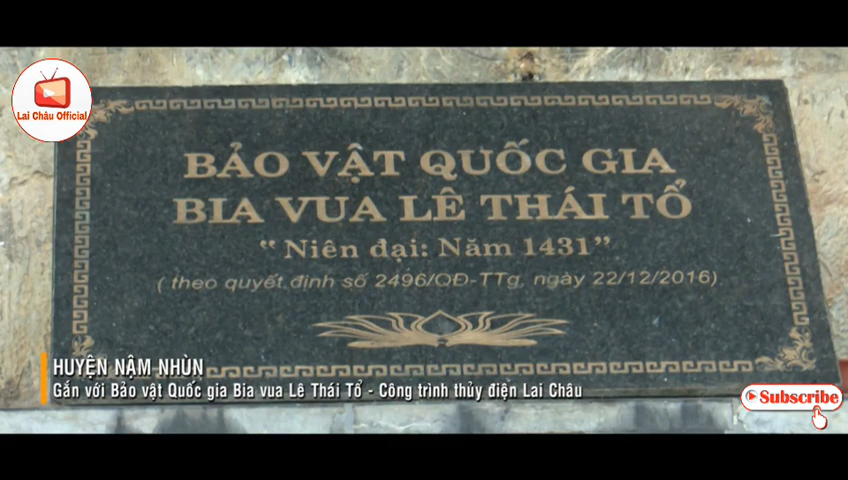 Lai Châu Official
BẢO VẬT QUỐC GIA
BIA VUA LÊ THÁI TỔ
“ Niên đại: Năm 1431”
( theo quyết định số 2496/QĐ-TTg, ngày 22/12/2016)
HUYỆN NẬM NHÙN
Gắn với Bảo vật Quốc gia Bia vua Lê Thái Tổ - Công trình thủy điện Lai Châu
Subscribe